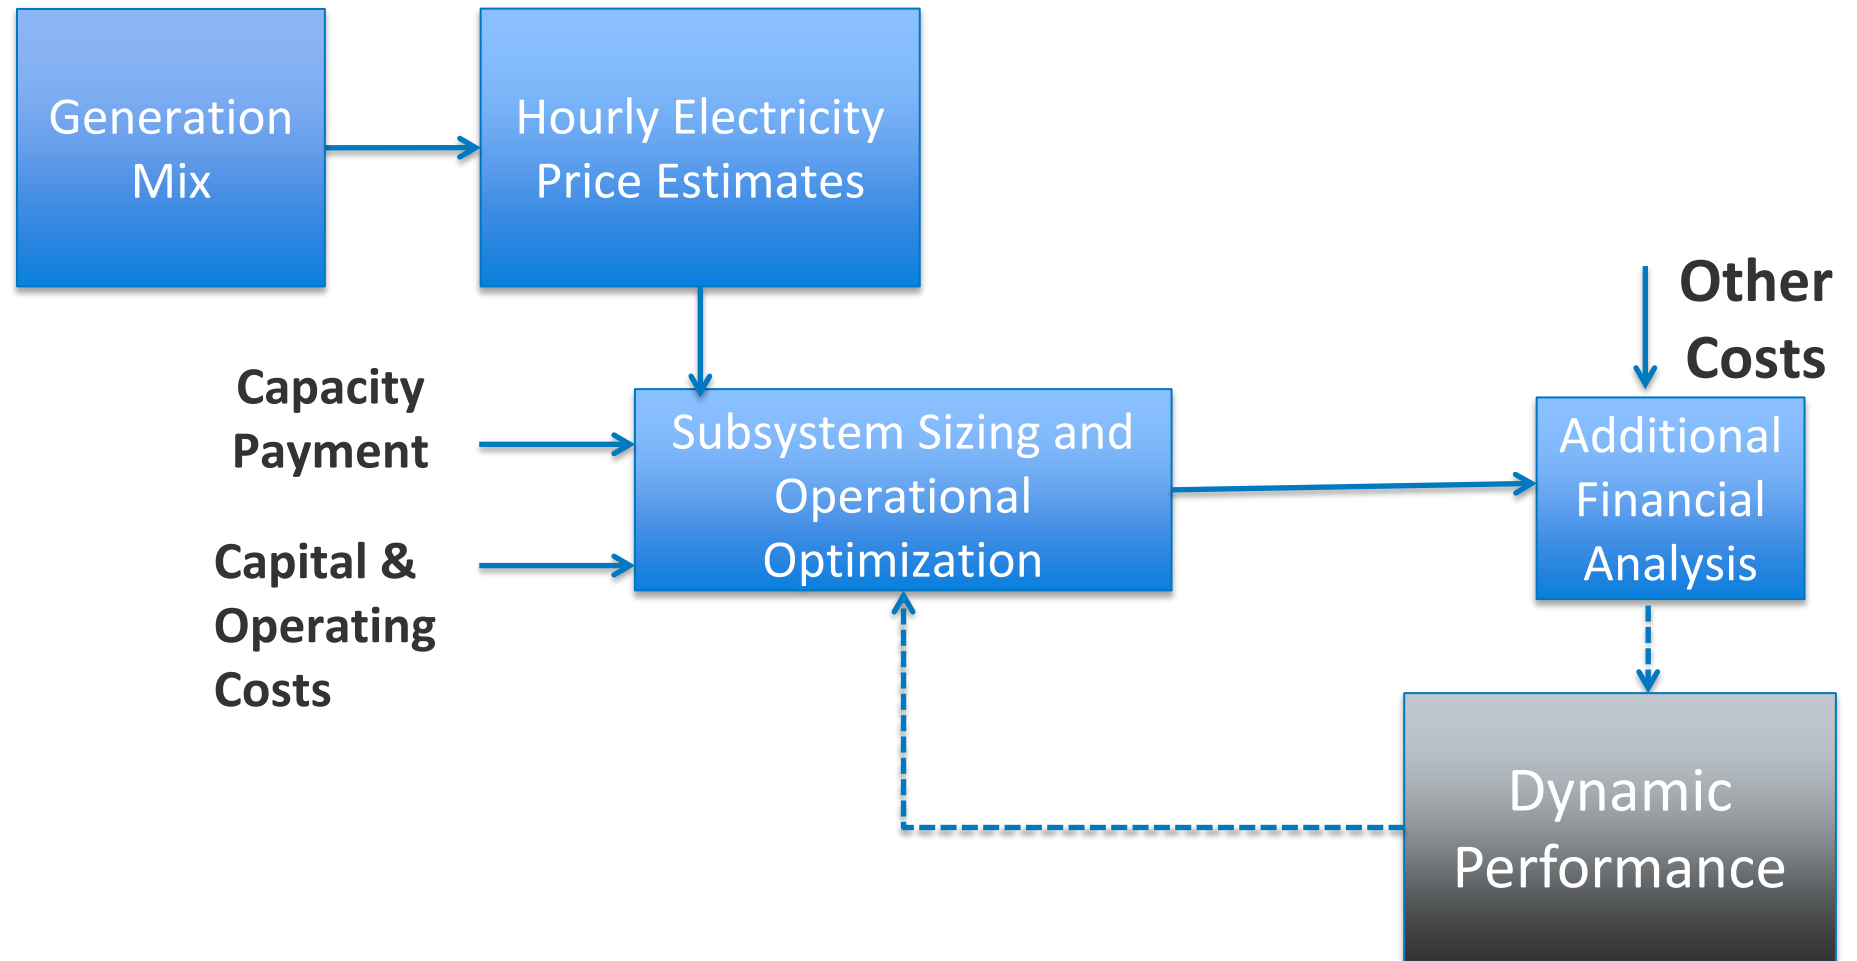 Generation
Mix
Hourly Electricity
Price Estimates
Other
Costs
Capacity
Payment
Capital &
Operating
Costs
Subsystem Sizing and
Operational
Optimization
Additional
Financial
Analysis
Dynamic
Performance